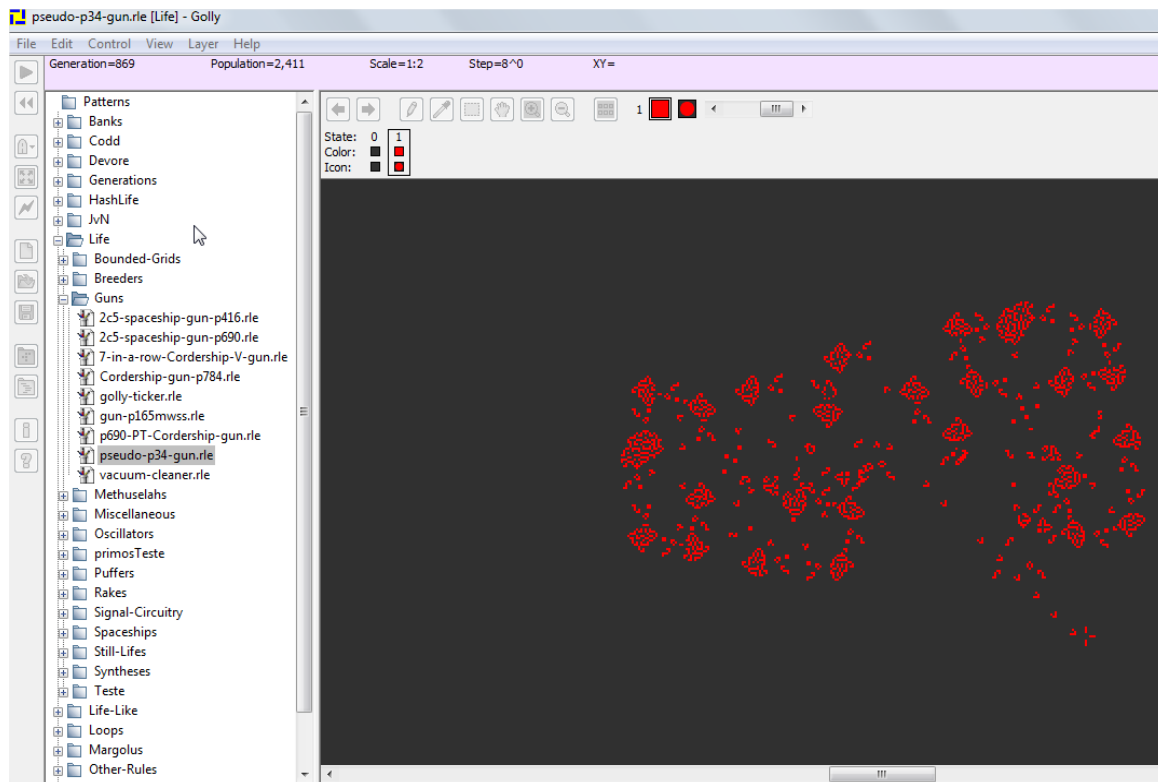 pseudo-p34-gun.rle [Life] - Golly
File Edit Control View Layer Help
Generation=869 Population=2,411 Scale=1:2 Step=8^0 XY=
Patterns
Banks
Codd
Devore
Generations
HashLife
JvN
Life
Bounded-Grids
Breeders
Guns
2c5-spaceship-gun-p416.rle
2c5-spaceship-gun-p690.rle
7-in-a-row-Cordership-V-gun.rle
Cordership-gun-p784.rle
golly-ticker.rle
gun-p165mwss.rle
p690-PT-Cordership-gun.rle
pseudo-p34-gun.rle
vacuum-cleaner.rle
Methuselahs
Miscellaneous
Oscillators
primosTeste
Puffers
Rakes
Signal-Circuitry
Spaceships
Still-Lifes
Syntheses
Teste
Life-Like
Loops
Margolus
Other-Rules
1
State: 0 1
Color:
Icon: